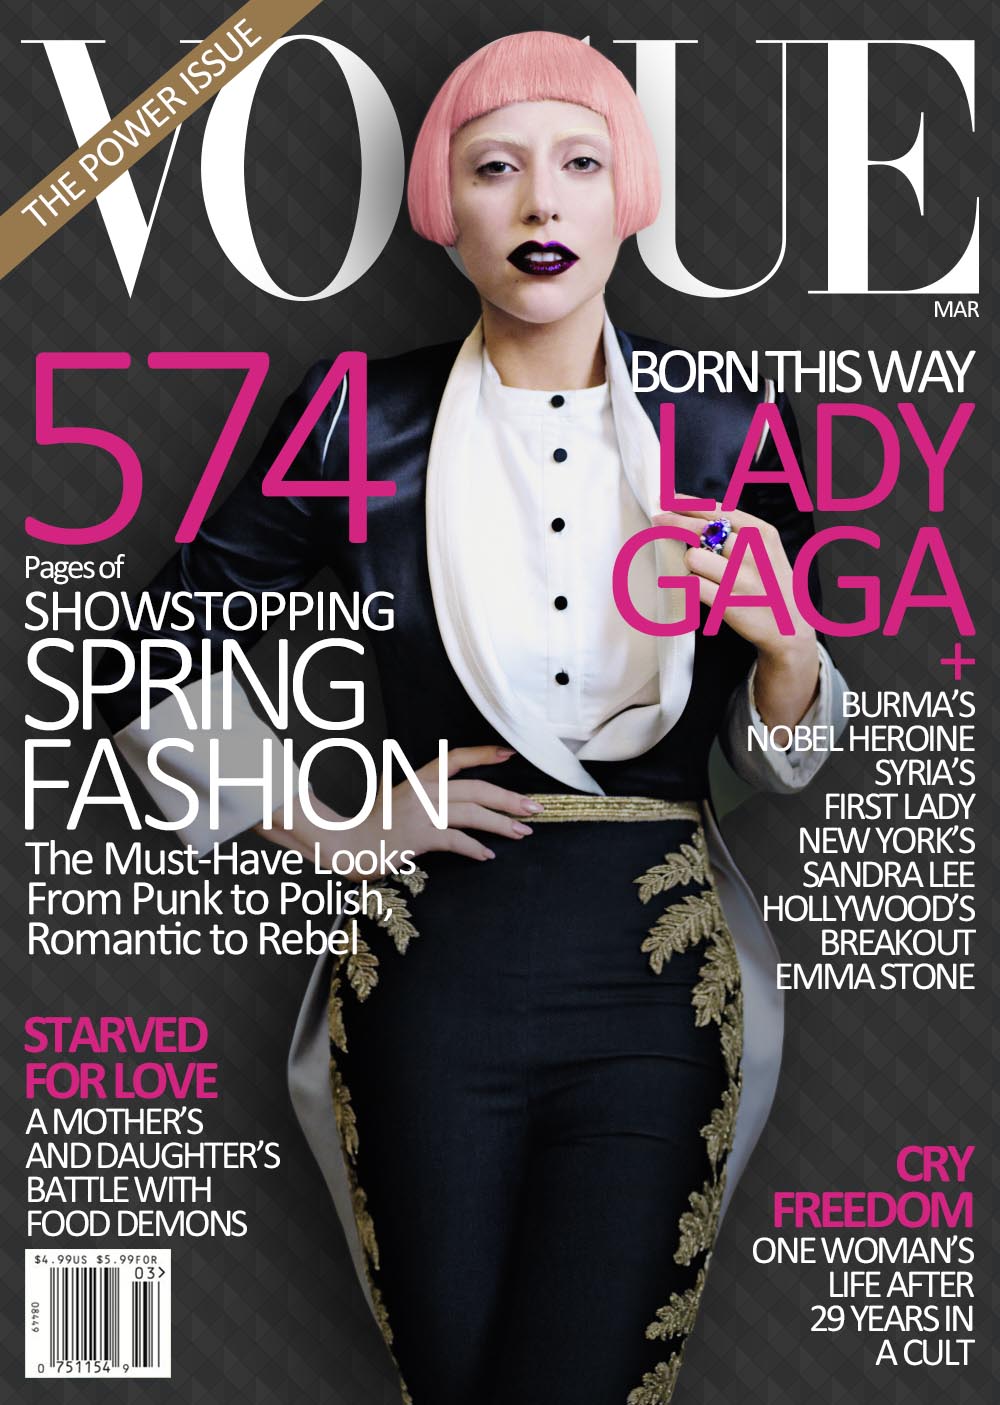 THE POWER ISSUE
VOGUE
MAR
574
Pages of
SHOWSTOPPING
SPRING
FASHION
The Must-Have Looks
From Punk to Polish,
Romantic to Rebel
BORN THIS WAY
LADY
GAGA
+
BURMA'S
NOBEL HEROINE
SYRIA'S
FIRST LADY
NEW YORK'S
SANDRA LEE
HOLLYWOOD'S
BREAKOUT
EMMA STONE
STARVED
FOR LOVE
A MOTHER'S
AND DAUGHTER'S
BATTLE WITH
FOOD DEMONS
CRY
FREEDOM
ONE WOMAN'S
LIFE AFTER
29 YEARS IN
A CULT
$4.99US $5.99FOR
03>
08449
0 751154 9